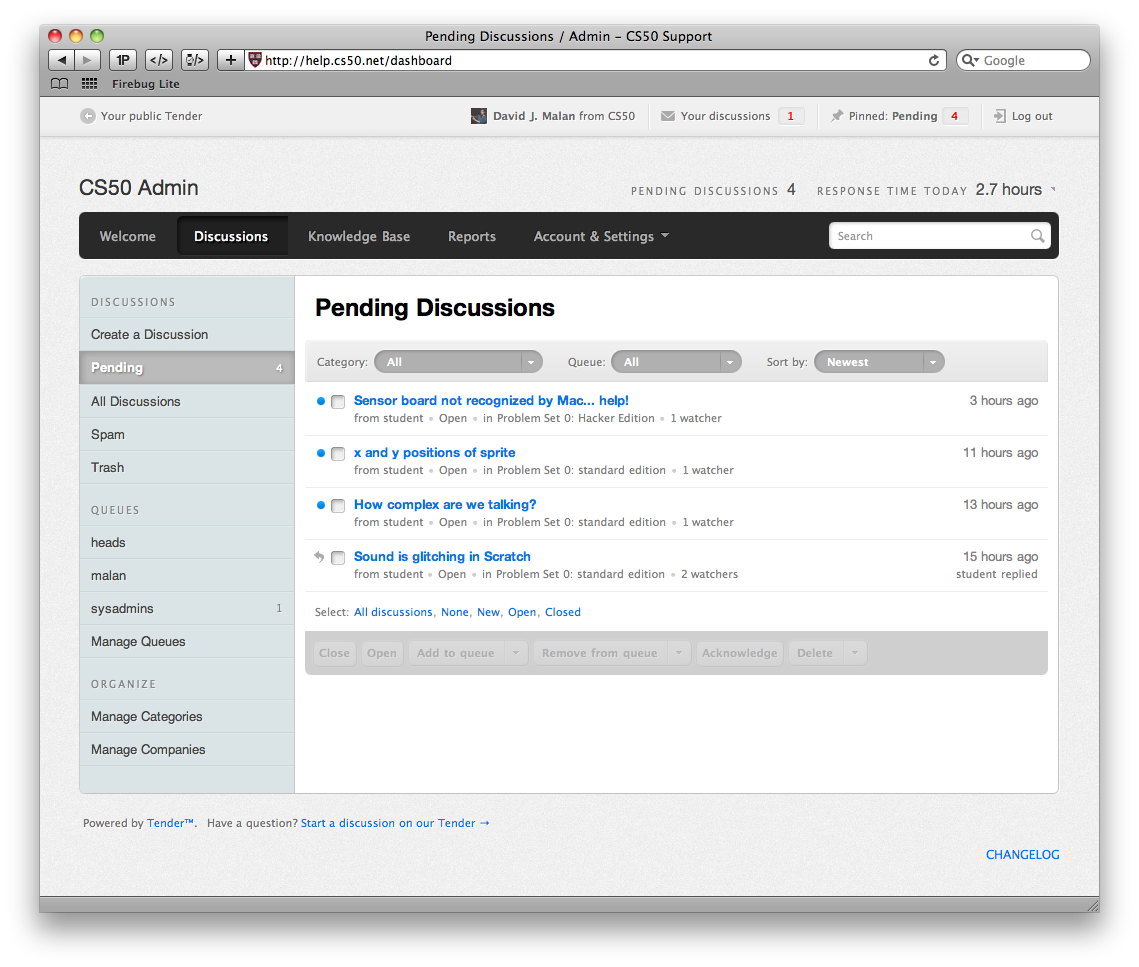 Pending Discussions / Admin – CS50 Support
1P </> + http://help.cs50.net/dashboard Google
Firebug Lite
Your public Tender David J. Malan from CS50 Your discussions 1 Pinned: Pending 4 Log out
CS50 Admin PENDING DISCUSSIONS 4 RESPONSE TIME TODAY 2.7 hours
Welcome Discussions Knowledge Base Reports Account & Settings Search
DISCUSSIONS
Create a Discussion
Pending 4
All Discussions
Spam
Trash
QUEUES
heads
malan
sysadmins 1
Manage Queues
ORGANIZE
Manage Categories
Manage Companies
Pending Discussions
Category: All Queue: All Sort by: Newest
Sensor board not recognized by Mac... help! 3 hours ago
from student • Open • in Problem Set 0: Hacker Edition • 1 watcher
x and y positions of sprite 11 hours ago
from student • Open • in Problem Set 0: standard edition • 1 watcher
How complex are we talking? 13 hours ago
from student • Open • in Problem Set 0: standard edition • 1 watcher
Sound is glitching in Scratch 15 hours ago
from student • Open • in Problem Set 0: standard edition • 2 watchers student replied
Select: All discussions, None, New, Open, Closed
Close Open Add to queue Remove from queue Acknowledge Delete
Powered by Tender™. Have a question? Start a discussion on our Tender →
CHANGELOG